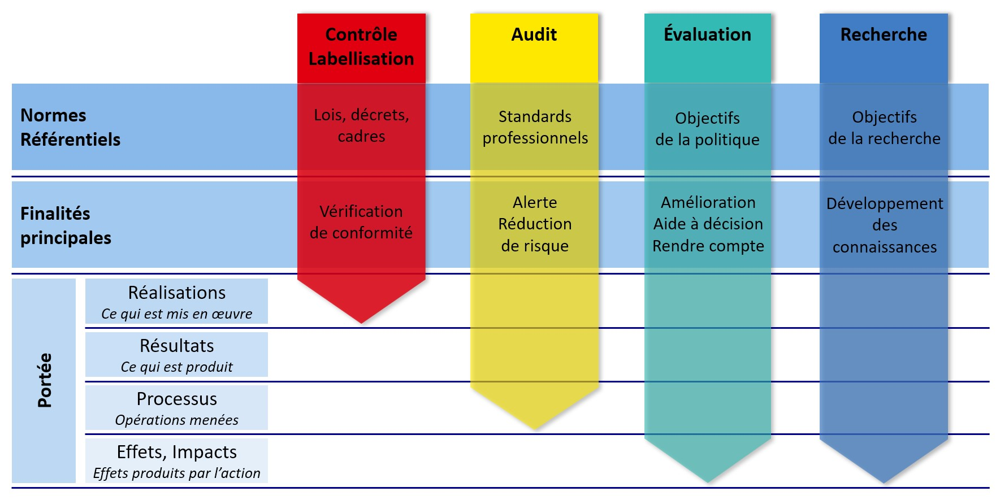 Contrôle
Labellisation
Audit
Évaluation
Recherche
Normes
Référentiels
Lois, décrets,
cadres
Standards
professionnels
Objectifs
de la politique
Objectifs
de la recherche
Finalités
principales
Vérification
de conformité
Alerte
Réduction
de risque
Amélioration
Aide à décision
Rendre compte
Développement
des
connaissances
Portée
Réalisations
Ce qui est mis en œuvre
Résultats
Ce qui est produit
Processus
Opérations menées
Effets, Impacts
Effets produits par l’action